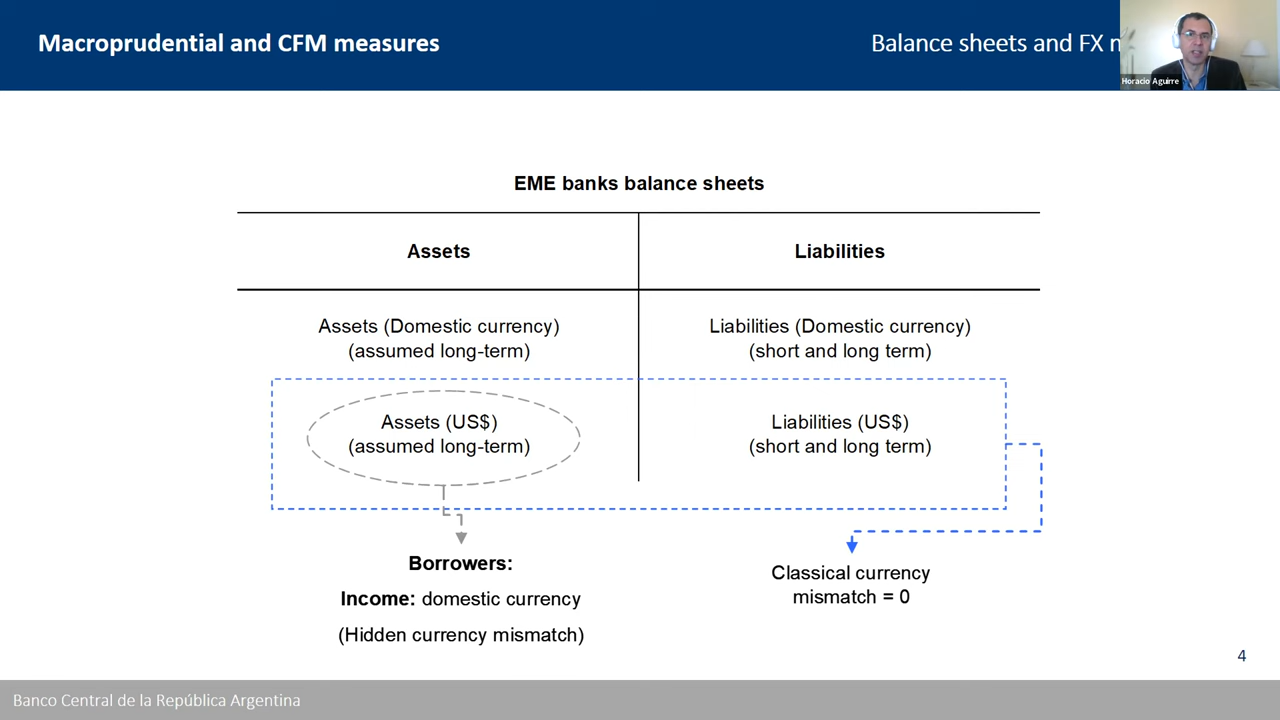 Macroprudential and CFM measures
Balance sheets and FX
Horacio Aguirre
EME banks balance sheets
Assets
Liabilities
Assets (Domestic currency)
(assumed long-term)
Liabilities (Domestic currency)
(short and long term)
Assets (US$)
(assumed long-term)
Liabilities (US$)
(short and long term)
Borrowers:
Income: domestic currency
(Hidden currency mismatch)
Classical currency
mismatch = 0
4
Banco Central de la República Argentina